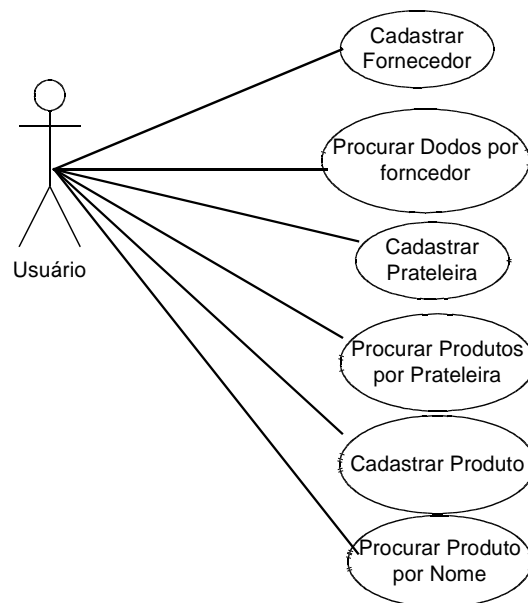 Cadastrar
Fornecedor
Procurar Dodos por
forncedor
Cadastrar
Prateleira
Usuário
Procurar Produtos
por Prateleira
Cadastrar Produto
Procurar Produto
por Nome